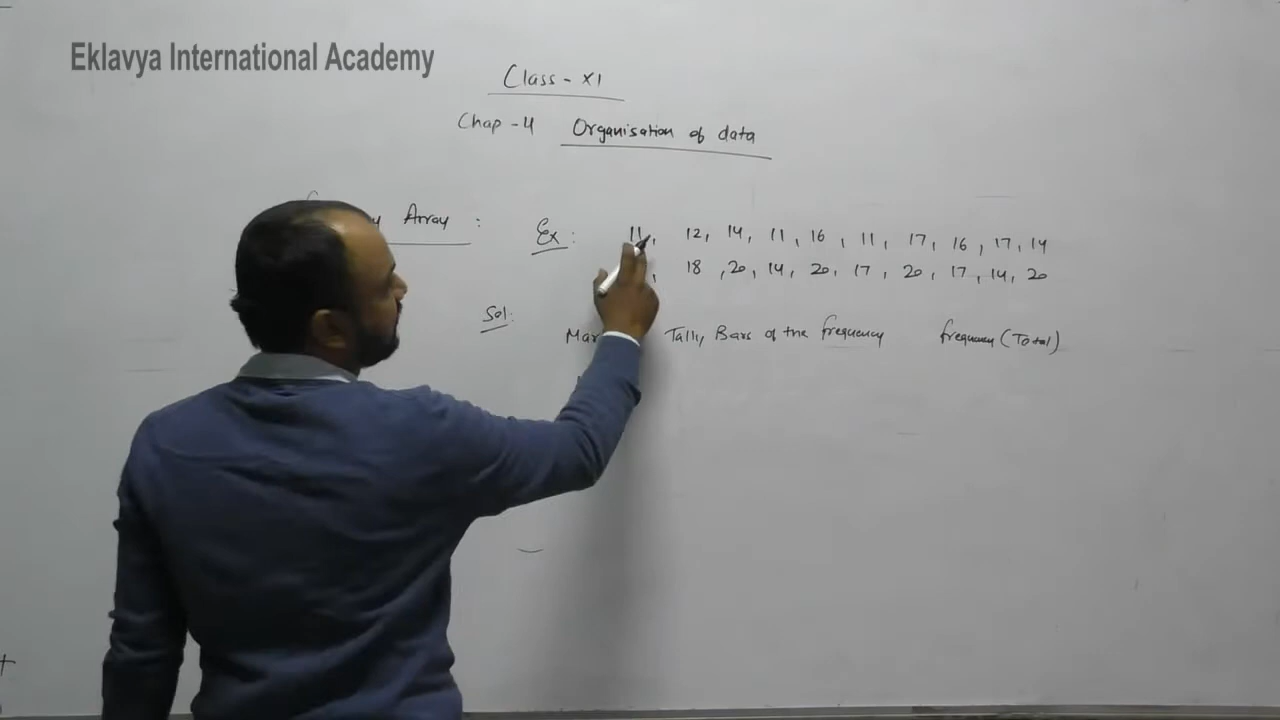 Eklavya International Academy
Class - XI
Chap - 4 Organisation of data
Array :
Ex : 11, 12, 14, 11, 16, 11, 17, 16, 17, 14
, 18, 20, 14, 20, 17, 20, 17, 14, 20
Sol:
Tally Bars of the frequency frequency (Total)